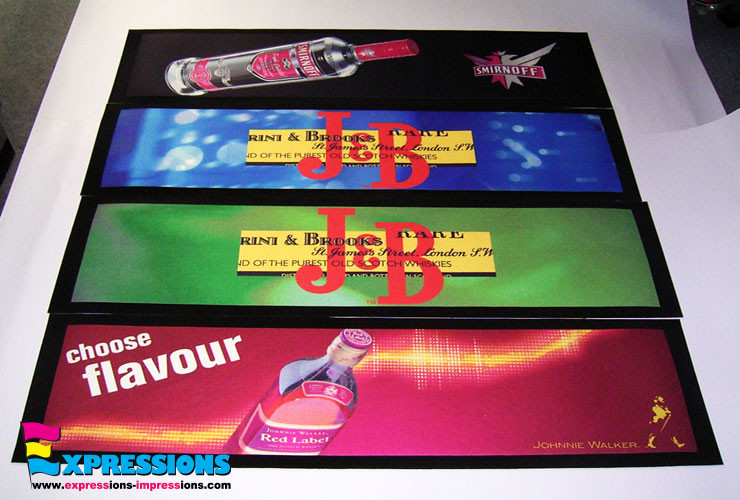 SMIRNOFF
SMIRNOFF
RINI & BROOKS RARE
St. James's Street, London S.W
ND OF THE PUREST OLD SCOTCH WHISKIES
J&B
RINI & BROOKS RARE
St. James's Street, London S.W
ND OF THE PUREST OLD SCOTCH WHISKIES
J&B
TM
choose
flavour
JOHNNIE WALKER
Red Label
JOHNNIE WALKER
EXPRESSIONS
www.expressions-impressions.com